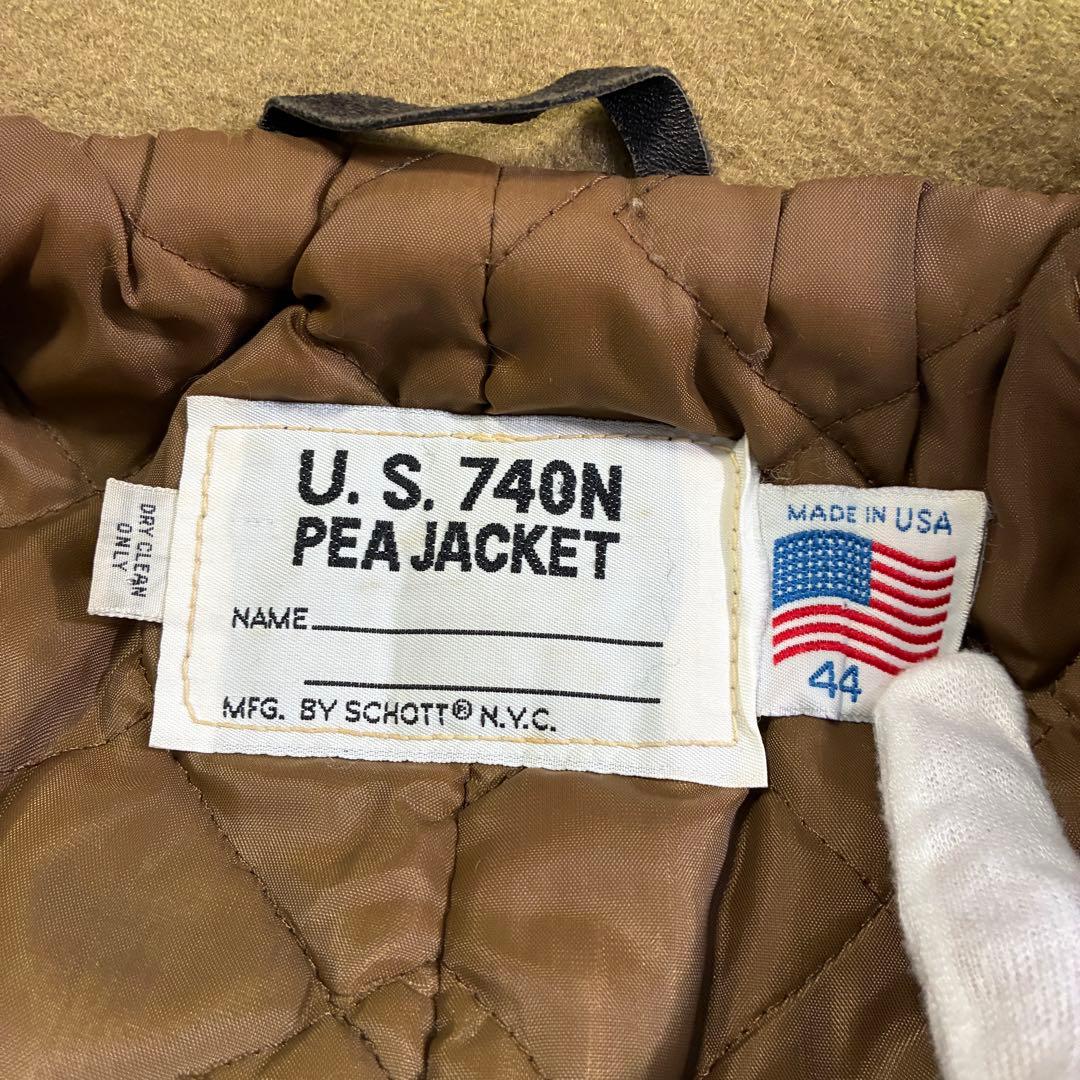 U. S. 740N
PEA JACKET
NAME
MFG. BY SCHOTT® N.Y.C.
DRY CLEAN
ONLY
MADE IN USA
44